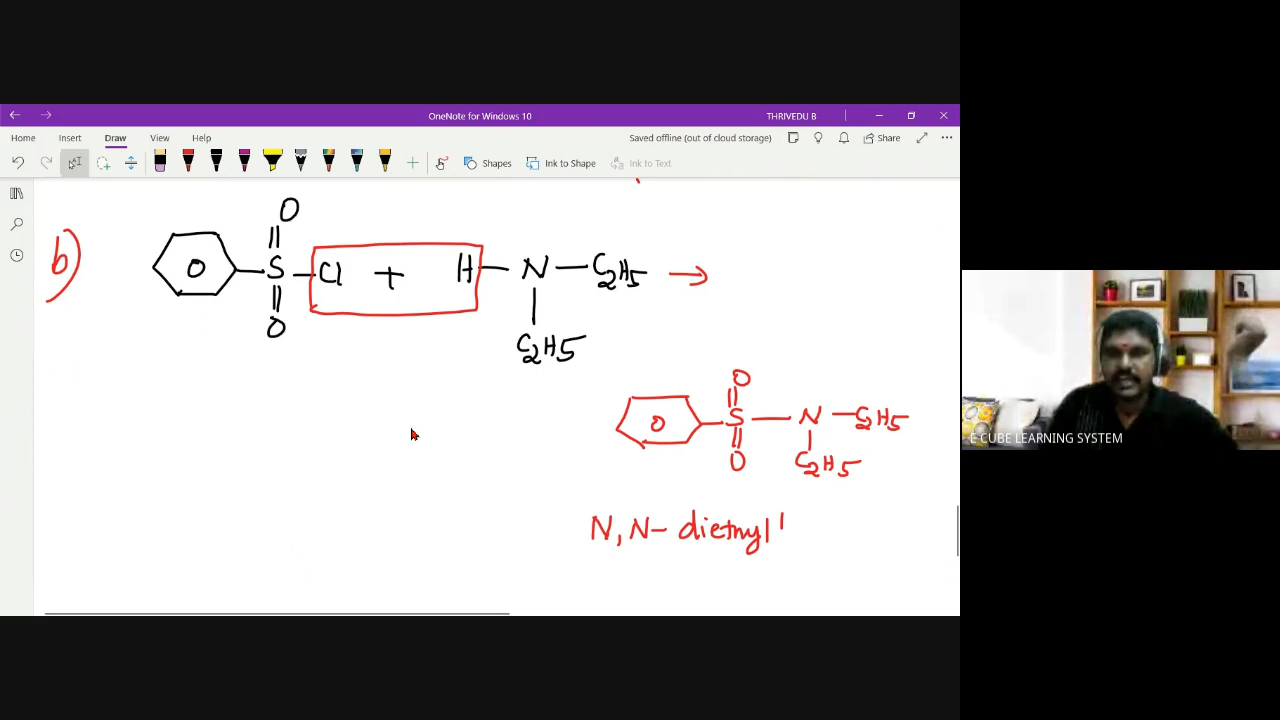 OneNote for Windows 10
THRIVEDU B
Home Insert Draw View Help
Saved offline (out of cloud storage)
Share
Shapes
Ink to Shape
Ink to Text
b)
O
S
Cl + H - N - C2H5 →
O
C2H5
O
S - N - C2H5
O
C2H5
N, N- diethyl
E CUBE LEARNING SYSTEM